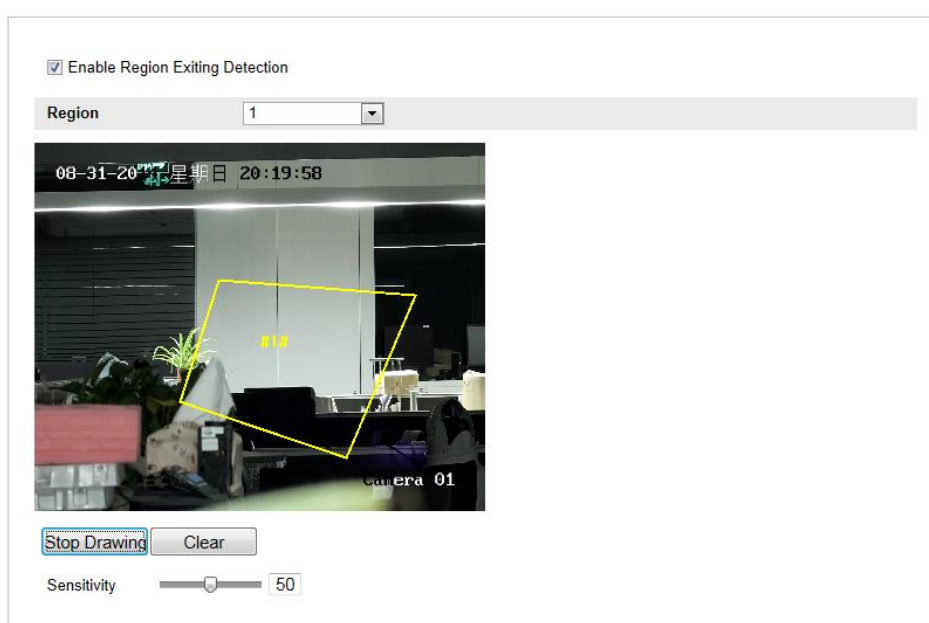 Enable Region Exiting Detection
Region 1
08-31-20 星期日 20:19:58
#1#
Camera 01
Stop Drawing Clear
Sensitivity 50